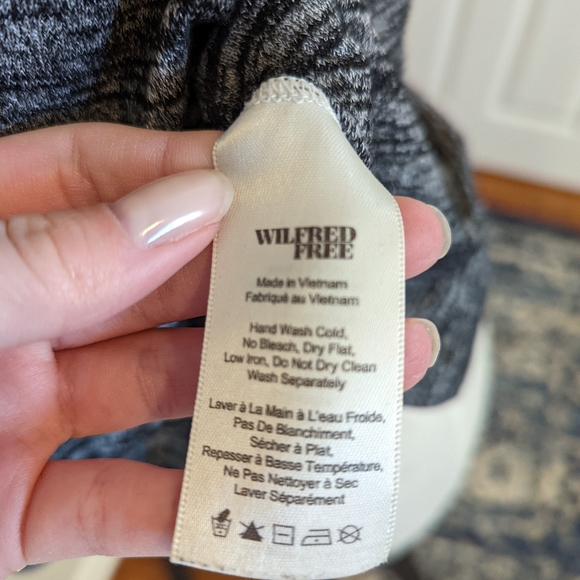 WILFRED
FREE
Made in Vietnam
Fabriqué au Vietnam
Hand Wash Cold,
No Bleach, Dry Flat,
Low Iron, Do Not Dry Clean
Wash Separately
Laver à La Main à L'eau Froide,
Pas De Blanchiment,
Sécher à Plat,
Repasser à Basse Température,
Ne Pas Nettoyer à Sec
Laver Séparément